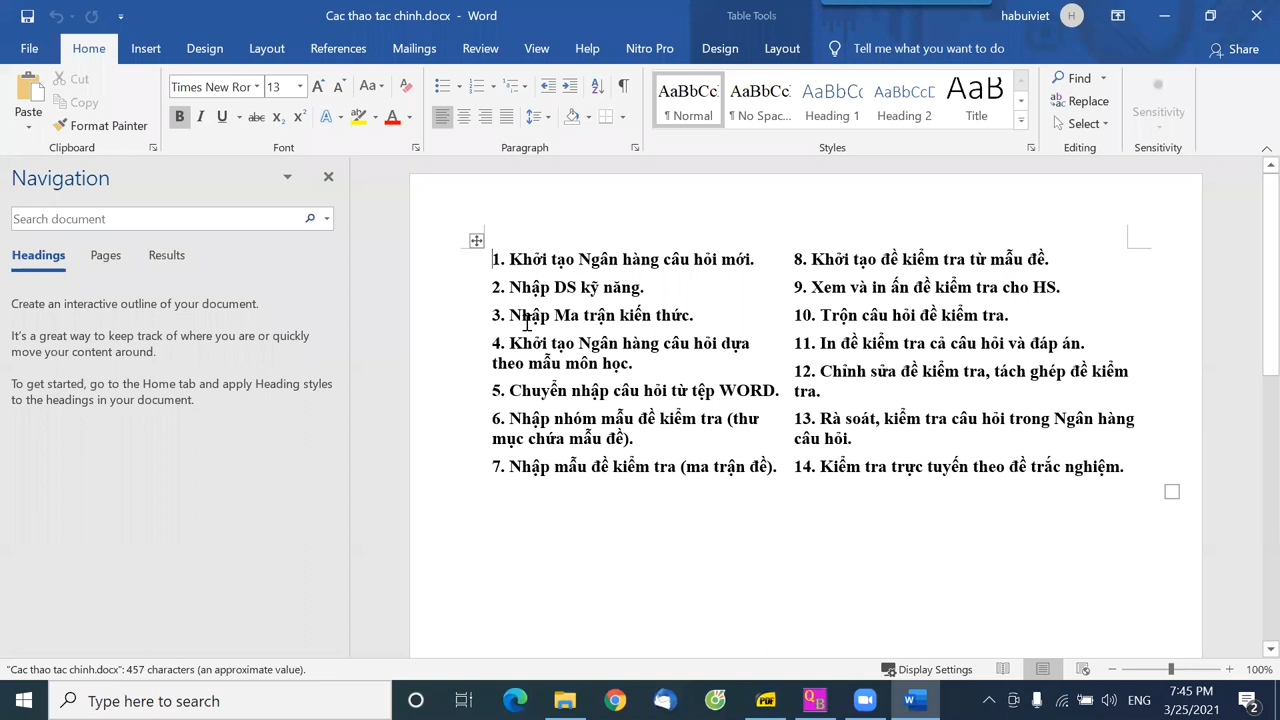 Cac thao tac chinh.docx - Word
Table Tools
habuiviet
H
File
Home
Insert
Design
Layout
References
Mailings
Review
View
Help
Nitro Pro
Design
Layout
Tell me what you want to do
Share
Paste
Cut
Copy
Format Painter
Clipboard
Times New Ror
13
Font
Paragraph
AaBbCc
¶ Normal
AaBbCc
¶ No Spac...
AaBbCc
Heading 1
AaBbCcD
Heading 2
AaB
Title
Styles
Find
Replace
Select
Editing
Sensitivity
Sensitivity
Navigation
Search document
Headings
Pages
Results
Create an interactive outline of your document.
It's a great way to keep track of where you are or quickly
move your content around.
To get started, go to the Home tab and apply Heading styles
to the headings in your document.
1. Khởi tạo Ngân hàng câu hỏi mới.
2. Nhập DS kỹ năng.
3. Nhập Ma trận kiến thức.
4. Khởi tạo Ngân hàng câu hỏi dựa
theo mẫu môn học.
5. Chuyển nhập câu hỏi từ tệp WORD.
6. Nhập nhóm mẫu đề kiểm tra (thư
mục chứa mẫu đề).
7. Nhập mẫu đề kiểm tra (ma trận đề).
8. Khởi tạo đề kiểm tra từ mẫu đề.
9. Xem và in ấn đề kiểm tra cho HS.
10. Trộn câu hỏi đề kiểm tra.
11. In đề kiểm tra cả câu hỏi và đáp án.
12. Chỉnh sửa đề kiểm tra, tách ghép đề kiểm
tra.
13. Rà soát, kiểm tra câu hỏi trong Ngân hàng
câu hỏi.
14. Kiểm tra trực tuyến theo đề trắc nghiệm.
"Cac thao tac chinh.docx": 457 characters (an approximate value).
Display Settings
100%
Type here to search
ENG
7:45 PM
3/25/2021
2